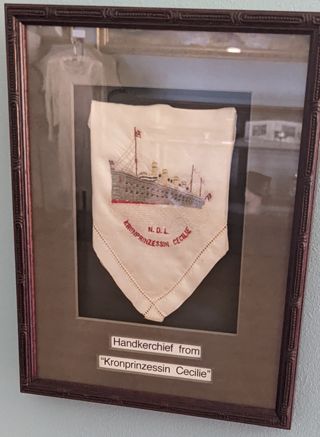 N.D.L.
KRONPRINZESSIN CECILIE
Handkerchief from
"Kronprinzessin Cecilie"